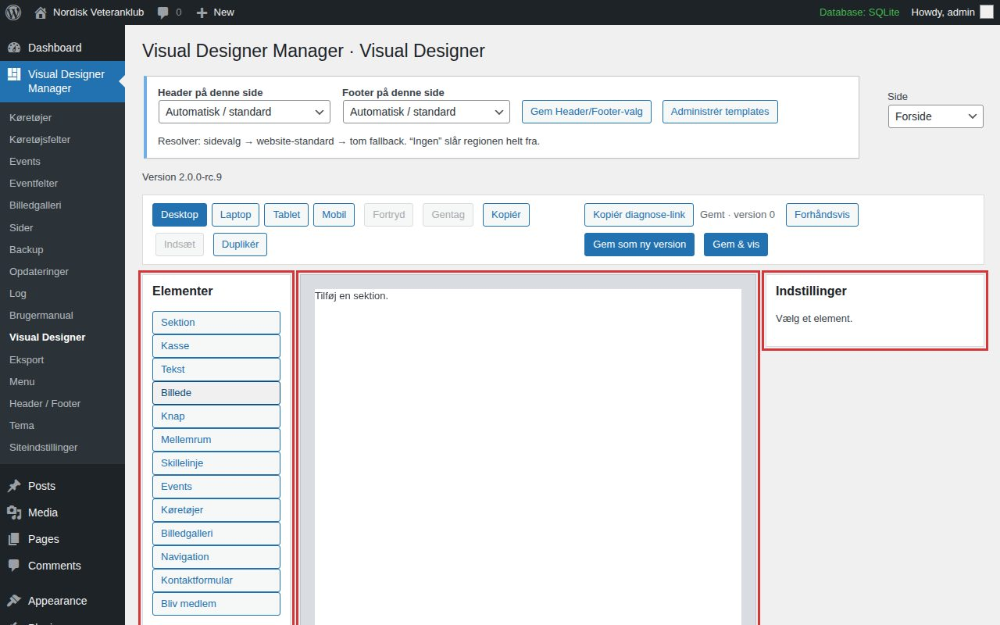 Nordisk Veteranklub 0 New Database: SQLite Howdy, admin
Dashboard
Visual Designer
Manager
Køretøjer
Køretøjsfelter
Events
Eventfelter
Billedgalleri
Sider
Backup
Opdateringer
Log
Brugermanual
Visual Designer
Eksport
Menu
Header / Footer
Tema
Siteindstillinger
Posts
Media
Pages
Comments
Appearance
Visual Designer Manager · Visual Designer
Header på denne side Footer på denne side
Automatisk / standard Automatisk / standard Gem Header/Footer-valg Administrér templates
Resolver: sidevalg → website-standard → tom fallback. “Ingen” slår regionen helt fra.
Side
Forside
Version 2.0.0-rc.9
Desktop Laptop Tablet Mobil Fortryd Gentag Kopiér Kopiér diagnose-link Gemt · version 0 Forhåndsvis
Indsæt Duplikér Gem som ny version Gem & vis
Elementer
Sektion
Kasse
Tekst
Billede
Knap
Mellemrum
Skillelinje
Events
Køretøjer
Billedgalleri
Navigation
Kontaktformular
Bliv medlem
Tilføj en sektion.
Indstillinger
Vælg et element.